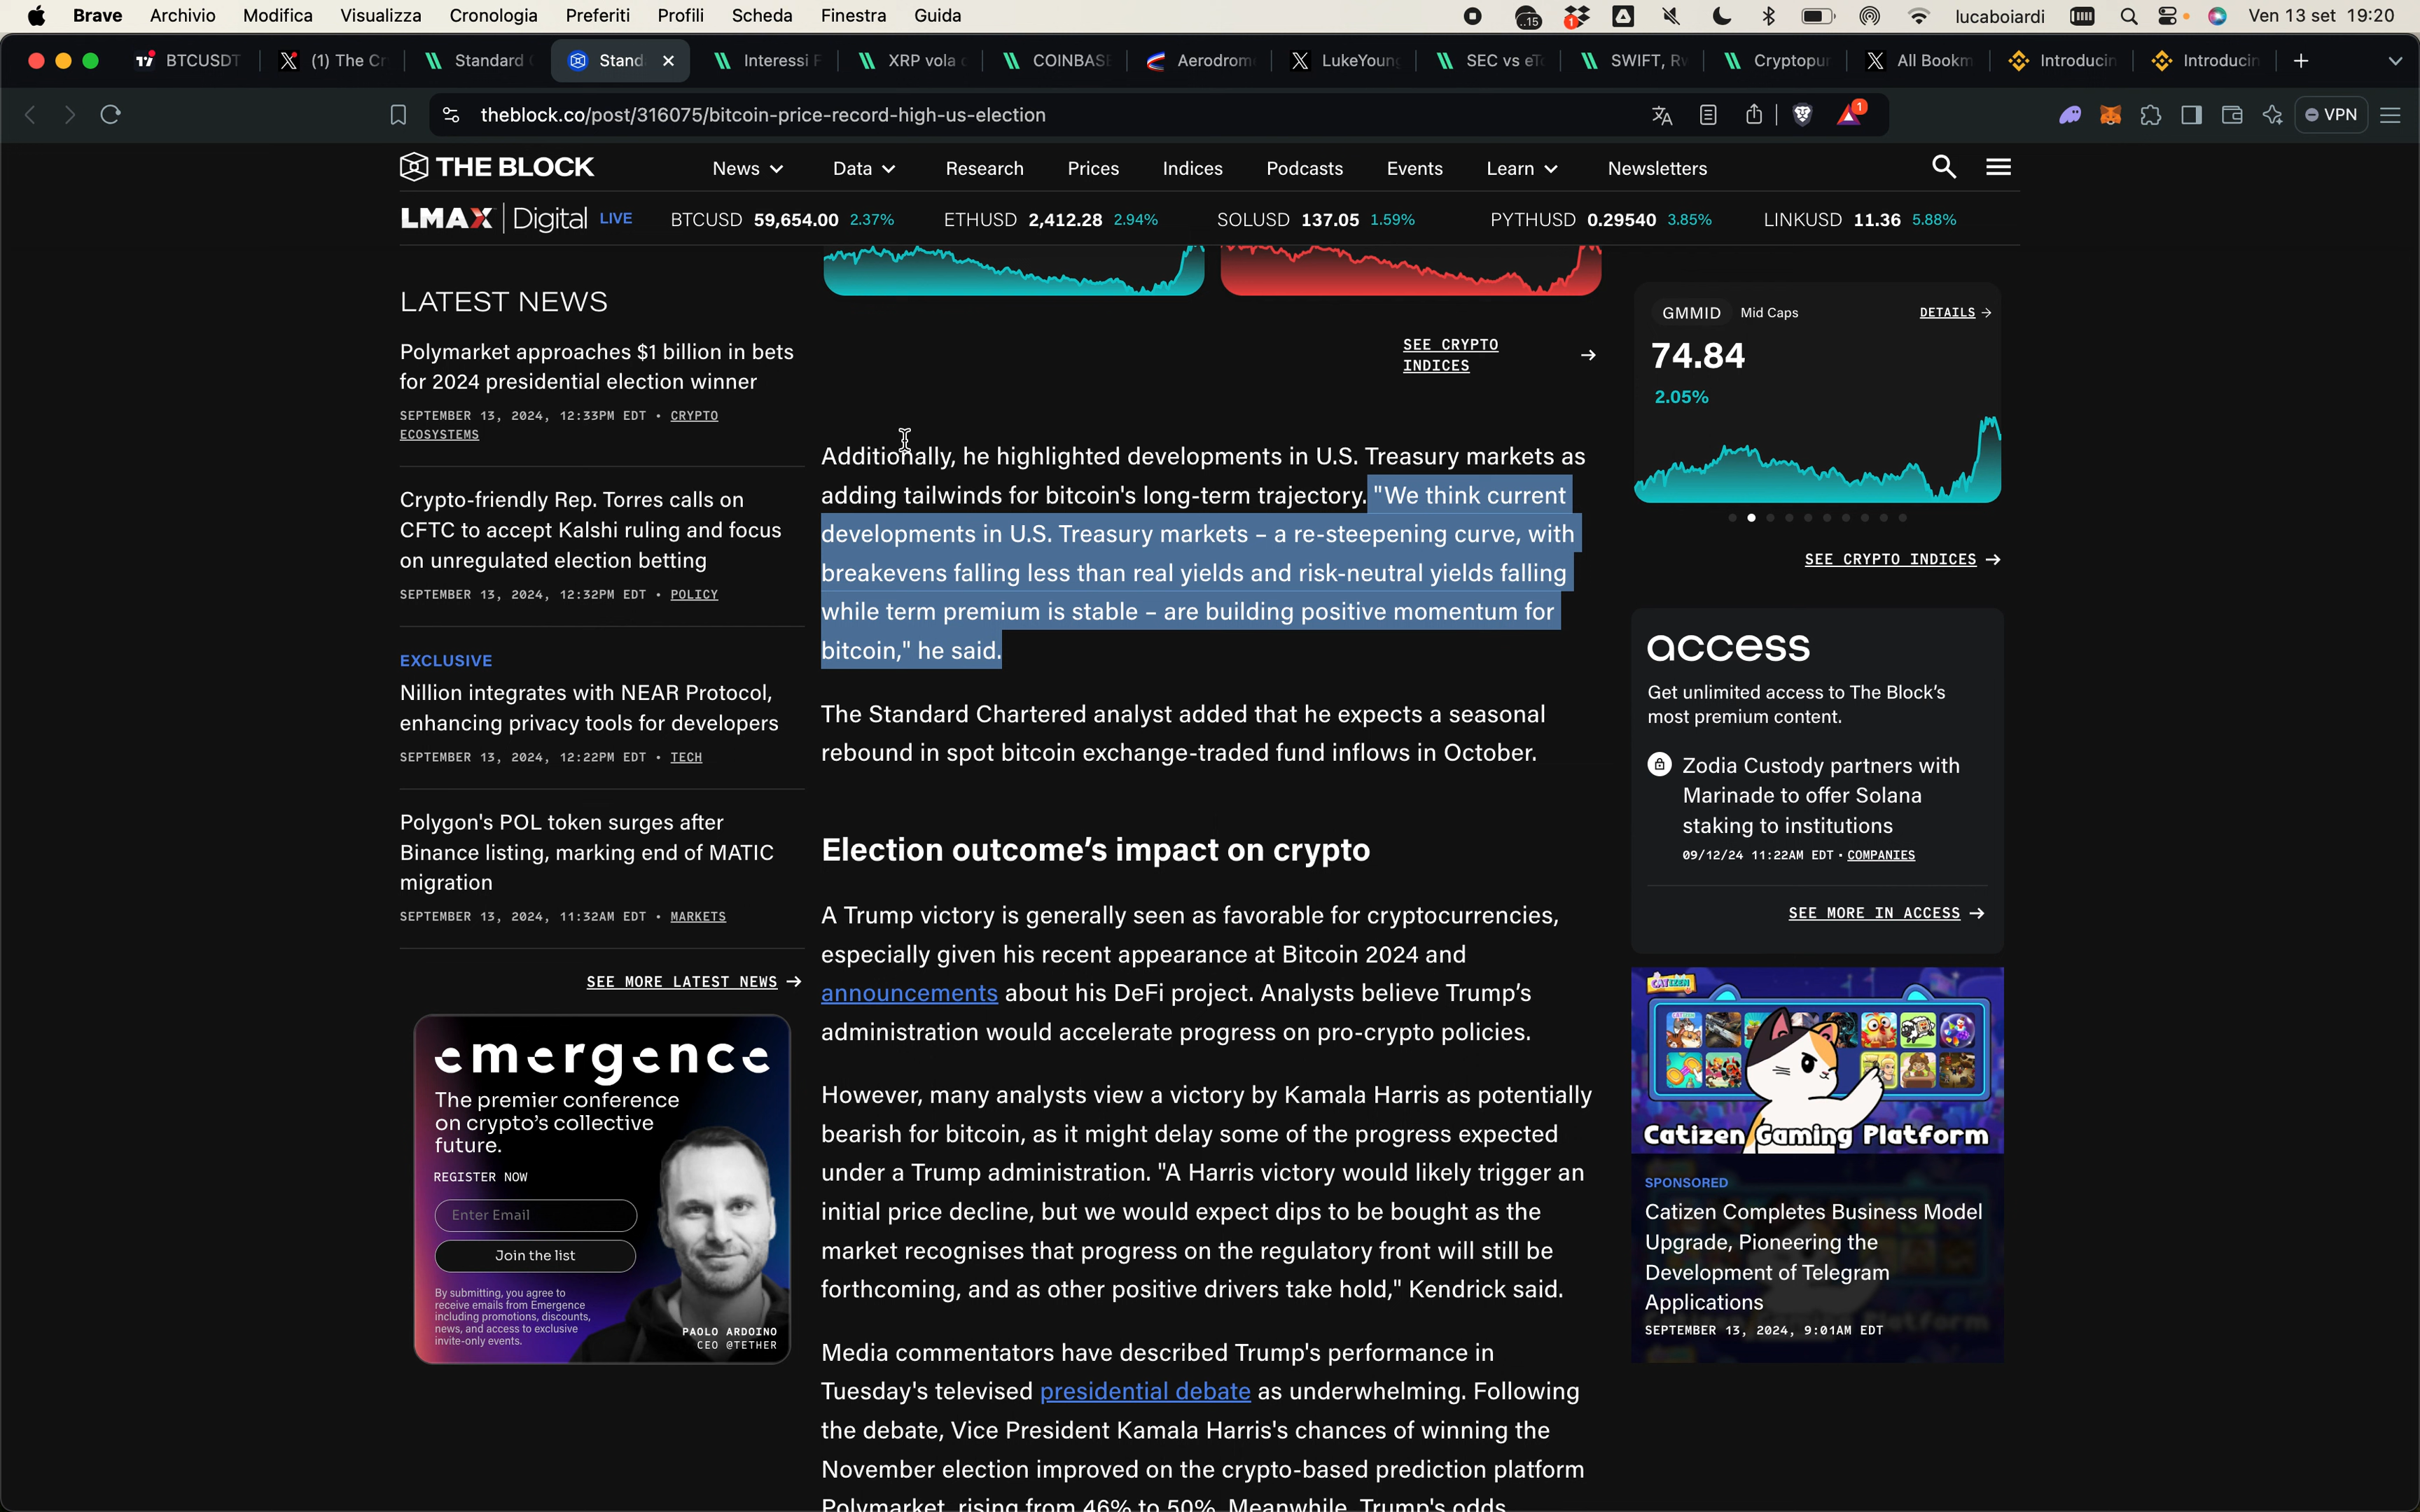 Brave Archivio Modifica Visualizza Cronologia Preferiti Profili Scheda Finestra Guida
..15 1 lucaboiardi Ven 13 set 19:20
BTCUSDT (1) The Cr Standard Stand Interessi F XRP vola COINBASE Aerodrom LukeYoung SEC vs eTo SWIFT, Rw Cryptopun All Bookm Introducin Introducin
theblock.co/post/316075/bitcoin-price-record-high-us-election
1
VPN
THE BLOCK
News Data Research Prices Indices Podcasts Events Learn Newsletters
LMAX Digital LIVE BTCUSD 59,654.00 2.37% ETHUSD 2,412.28 2.94% SOLUSD 137.05 1.59% PYTHUSD 0.29540 3.85% LINKUSD 11.36 5.88%
LATEST NEWS
Polymarket approaches $1 billion in bets
for 2024 presidential election winner
SEPTEMBER 13, 2024, 12:33PM EDT • CRYPTO
ECOSYSTEMS
Crypto-friendly Rep. Torres calls on
CFTC to accept Kalshi ruling and focus
on unregulated election betting
SEPTEMBER 13, 2024, 12:32PM EDT • POLICY
EXCLUSIVE
Nillion integrates with NEAR Protocol,
enhancing privacy tools for developers
SEPTEMBER 13, 2024, 12:22PM EDT • TECH
Polygon's POL token surges after
Binance listing, marking end of MATIC
migration
SEPTEMBER 13, 2024, 11:32AM EDT • MARKETS
SEE MORE LATEST NEWS →
emergence
The premier conference
on crypto's collective
future.
REGISTER NOW
Enter Email
Join the list
By submitting, you agree to
receive emails from Emergence
including promotions, discounts,
news, and access to exclusive
invite-only events.
PAOLO ARDOINO
CEO @TETHER
SEE CRYPTO
INDICES →
Additionally, he highlighted developments in U.S. Treasury markets as
adding tailwinds for bitcoin's long-term trajectory. "We think current
developments in U.S. Treasury markets – a re-steepening curve, with
breakevens falling less than real yields and risk-neutral yields falling
while term premium is stable – are building positive momentum for
bitcoin," he said.
The Standard Chartered analyst added that he expects a seasonal
rebound in spot bitcoin exchange-traded fund inflows in October.
Election outcome's impact on crypto
A Trump victory is generally seen as favorable for cryptocurrencies,
especially given his recent appearance at Bitcoin 2024 and
announcements about his DeFi project. Analysts believe Trump's
administration would accelerate progress on pro-crypto policies.
However, many analysts view a victory by Kamala Harris as potentially
bearish for bitcoin, as it might delay some of the progress expected
under a Trump administration. "A Harris victory would likely trigger an
initial price decline, but we would expect dips to be bought as the
market recognises that progress on the regulatory front will still be
forthcoming, and as other positive drivers take hold," Kendrick said.
Media commentators have described Trump's performance in
Tuesday's televised presidential debate as underwhelming. Following
the debate, Vice President Kamala Harris's chances of winning the
November election improved on the crypto-based prediction platform
Polymarket, rising from 46% to 50%. Meanwhile, Trump's odds
GMMID Mid Caps DETAILS →
74.84
2.05%
SEE CRYPTO INDICES →
access
Get unlimited access to The Block's
most premium content.
Zodia Custody partners with
Marinade to offer Solana
staking to institutions
09/12/24 11:22AM EDT • COMPANIES
SEE MORE IN ACCESS →
CATIZEN
Catizen Gaming Platform
SPONSORED
Catizen Completes Business Model
Upgrade, Pioneering the
Development of Telegram
Applications
SEPTEMBER 13, 2024, 9:01AM EDT